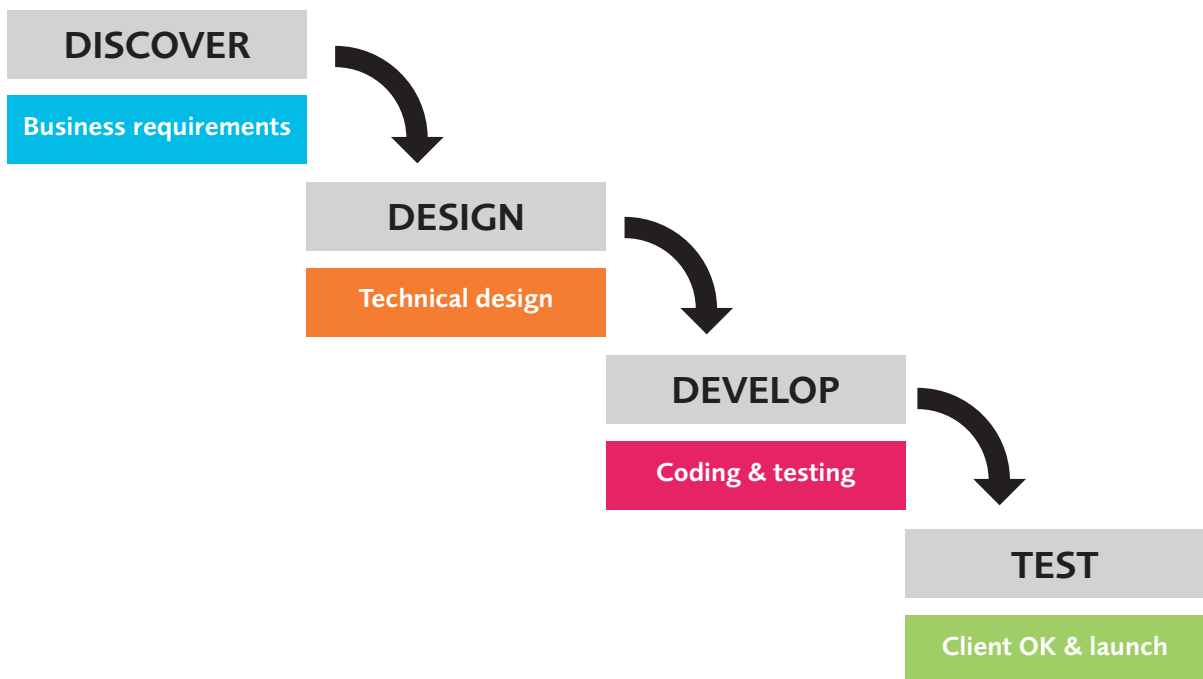 DISCOVER
Business requirements
DESIGN
Technical design
DEVELOP
Coding & testing
TEST
Client OK & launch